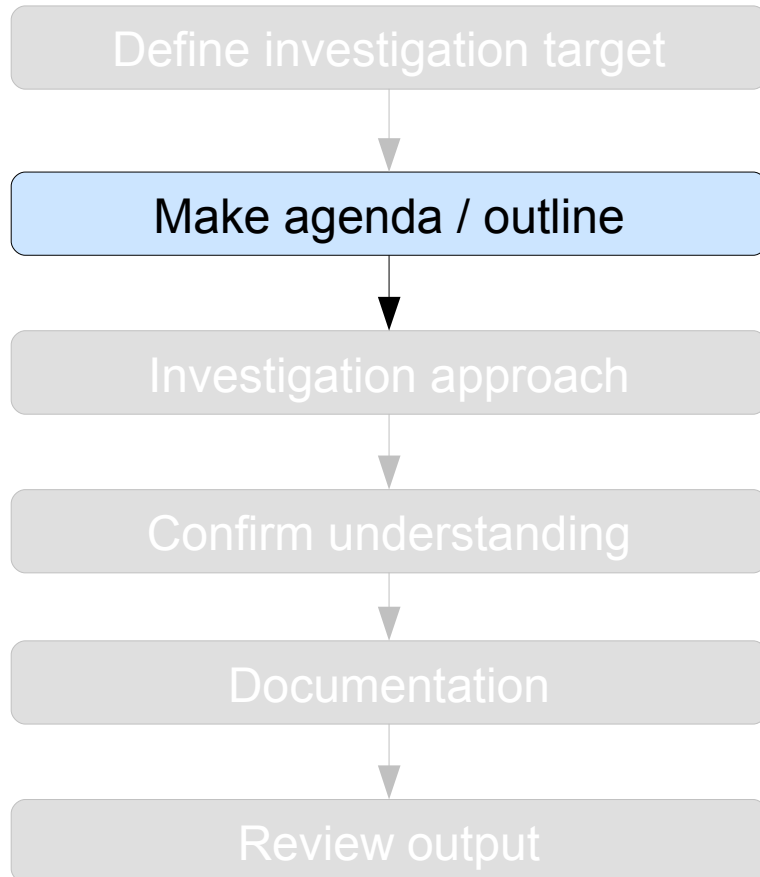 Define investigation target
Make agenda / outline
Investigation approach
Confirm understanding
Documentation
Review output